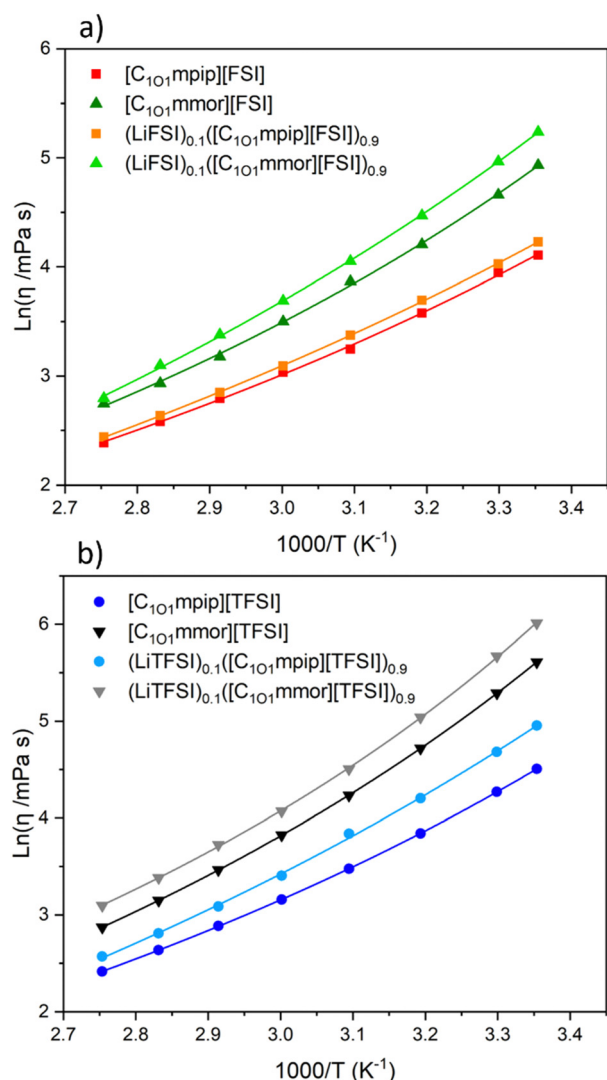 a)
6
5
4
3
2
Ln(η /mPa s)
[C₁O₁mpip][FSI]
[C₁O₁mmor][FSI]
(LiFSI)₀.₁([C₁O₁mpip][FSI])₀.₉
(LiFSI)₀.₁([C₁O₁mmor][FSI])₀.₉
2.7 2.8 2.9 3.0 3.1 3.2 3.3 3.4
1000/T (K⁻¹)
b)
6
5
4
3
2
Ln(η /mPa s)
[C₁O₁mpip][TFSI]
[C₁O₁mmor][TFSI]
(LiTFSI)₀.₁([C₁O₁mpip][TFSI])₀.₉
(LiTFSI)₀.₁([C₁O₁mmor][TFSI])₀.₉
2.7 2.8 2.9 3.0 3.1 3.2 3.3 3.4
1000/T (K⁻¹)